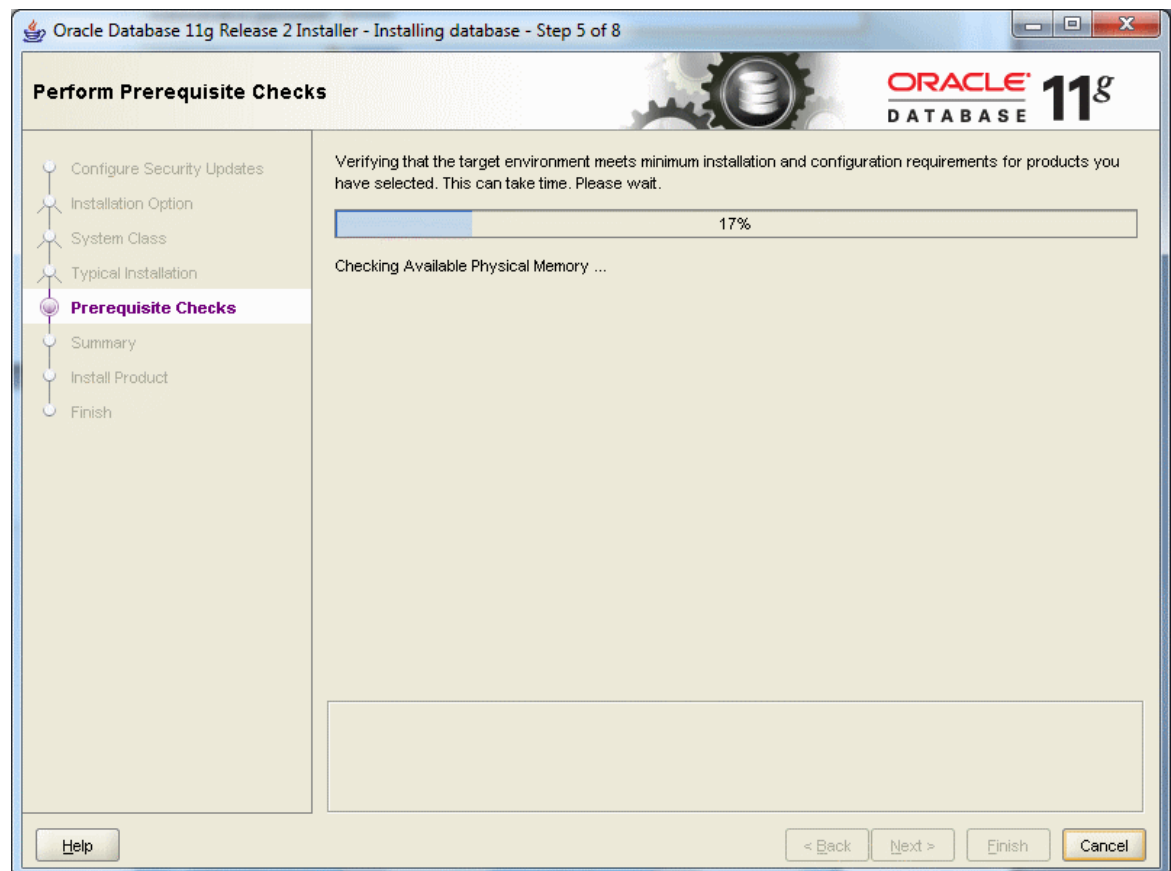 Oracle Database 11g Release 2 Installer - Installing database - Step 5 of 8
Perform Prerequisite Checks
ORACLE 11g
DATABASE
Configure Security Updates
Installation Option
System Class
Typical Installation
Prerequisite Checks
Summary
Install Product
Finish
Verifying that the target environment meets minimum installation and configuration requirements for products you
have selected. This can take time. Please wait.
17%
Checking Available Physical Memory ...
Help
< Back
Next >
Finish
Cancel